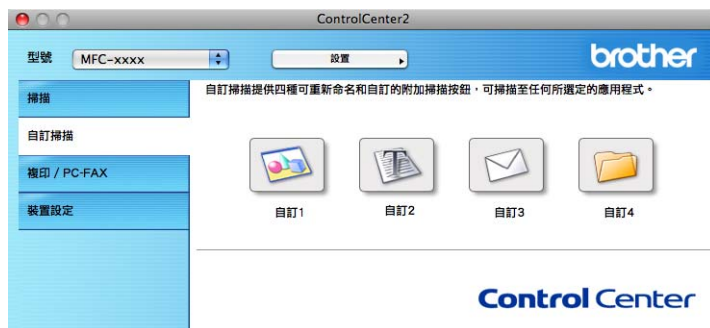 ControlCenter2
型號 MFC-xxxx 設置 brother
掃描
自訂掃描
複印 / PC-FAX
裝置設定
自訂掃描提供四種可重新命名和自訂的附加掃描按鈕，可掃描至任何所選定的應用程式。
自訂1 自訂2 自訂3 自訂4
Control Center